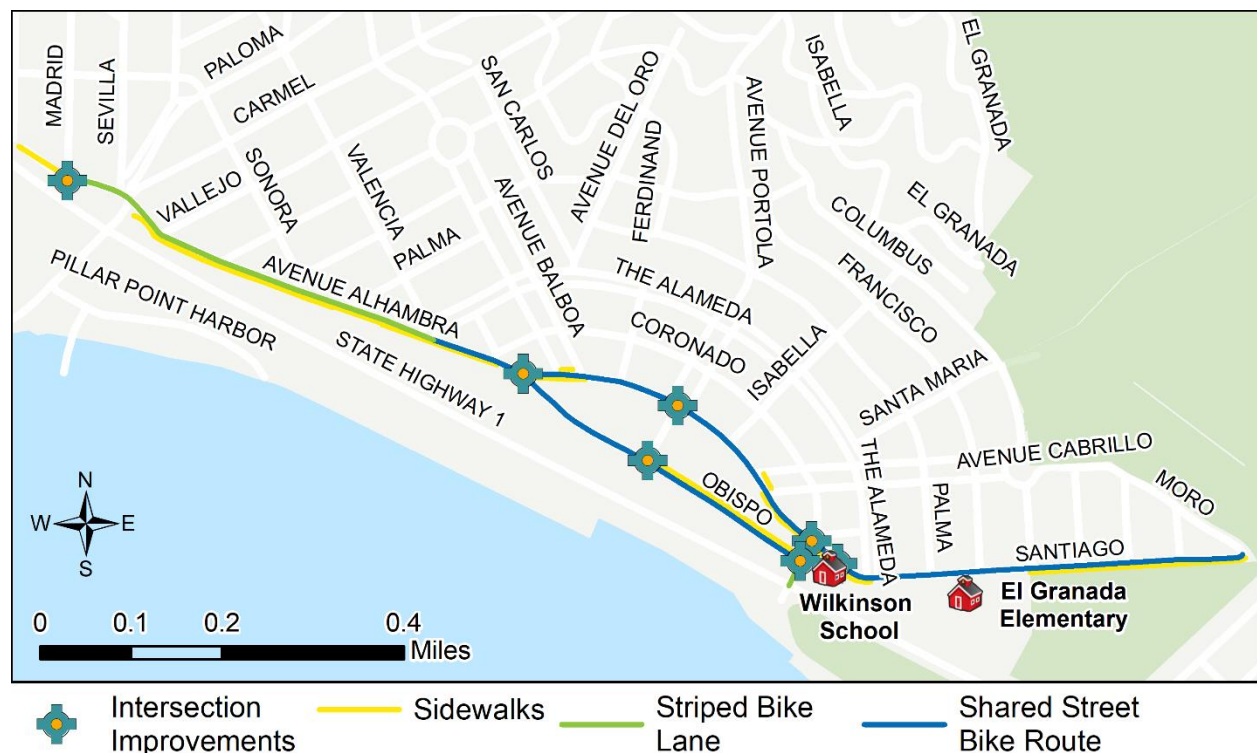 MADRID
SEVILLA
PALOMA
CARMEL
VALLEJO
SONORA
VALENCIA
PALMA
SAN CARLOS
AVENUE DEL ORO
FERDINAND
AVENUE PORTOLA
ISABELLA
EL GRANADA
COLUMBUS
EL GRANADA
FRANCISCO
AVENUE BALBOA
THE ALAMEDA
CORONADO
ISABELLA
SANTA MARIA
AVENUE ALHAMBRA
PILLAR POINT HARBOR
STATE HIGHWAY 1
OBISPO
THE ALAMEDA
PALMA
AVENUE CABRILLO
MORO
SANTIAGO
N
W
E
S
Wilkinson
School
El Granada
Elementary
0 0.1 0.2 0.4
Miles
Intersection
Improvements
Sidewalks
Striped Bike
Lane
Shared Street
Bike Route